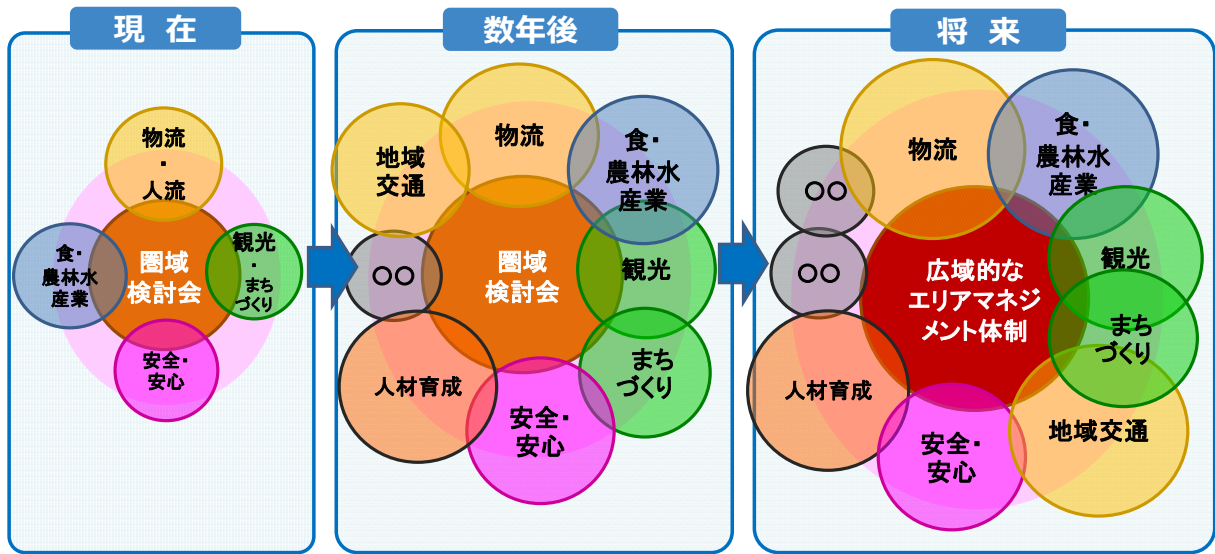 現 在
物流
・
人流
食・
農林水
産業
圏域
検討会
観光
・
まち
づくり
安全・
安心
数年後
物流
地域
交通
食・
農林水
産業
○○
圏域
検討会
観光
人材育成
まち
づくり
安全・
安心
将 来
物流
食・
農林水
産業
○○
○○
広域的な
エリアマネジ
メント体制
観光
まち
づくり
人材育成
地域交通
安全・
安心